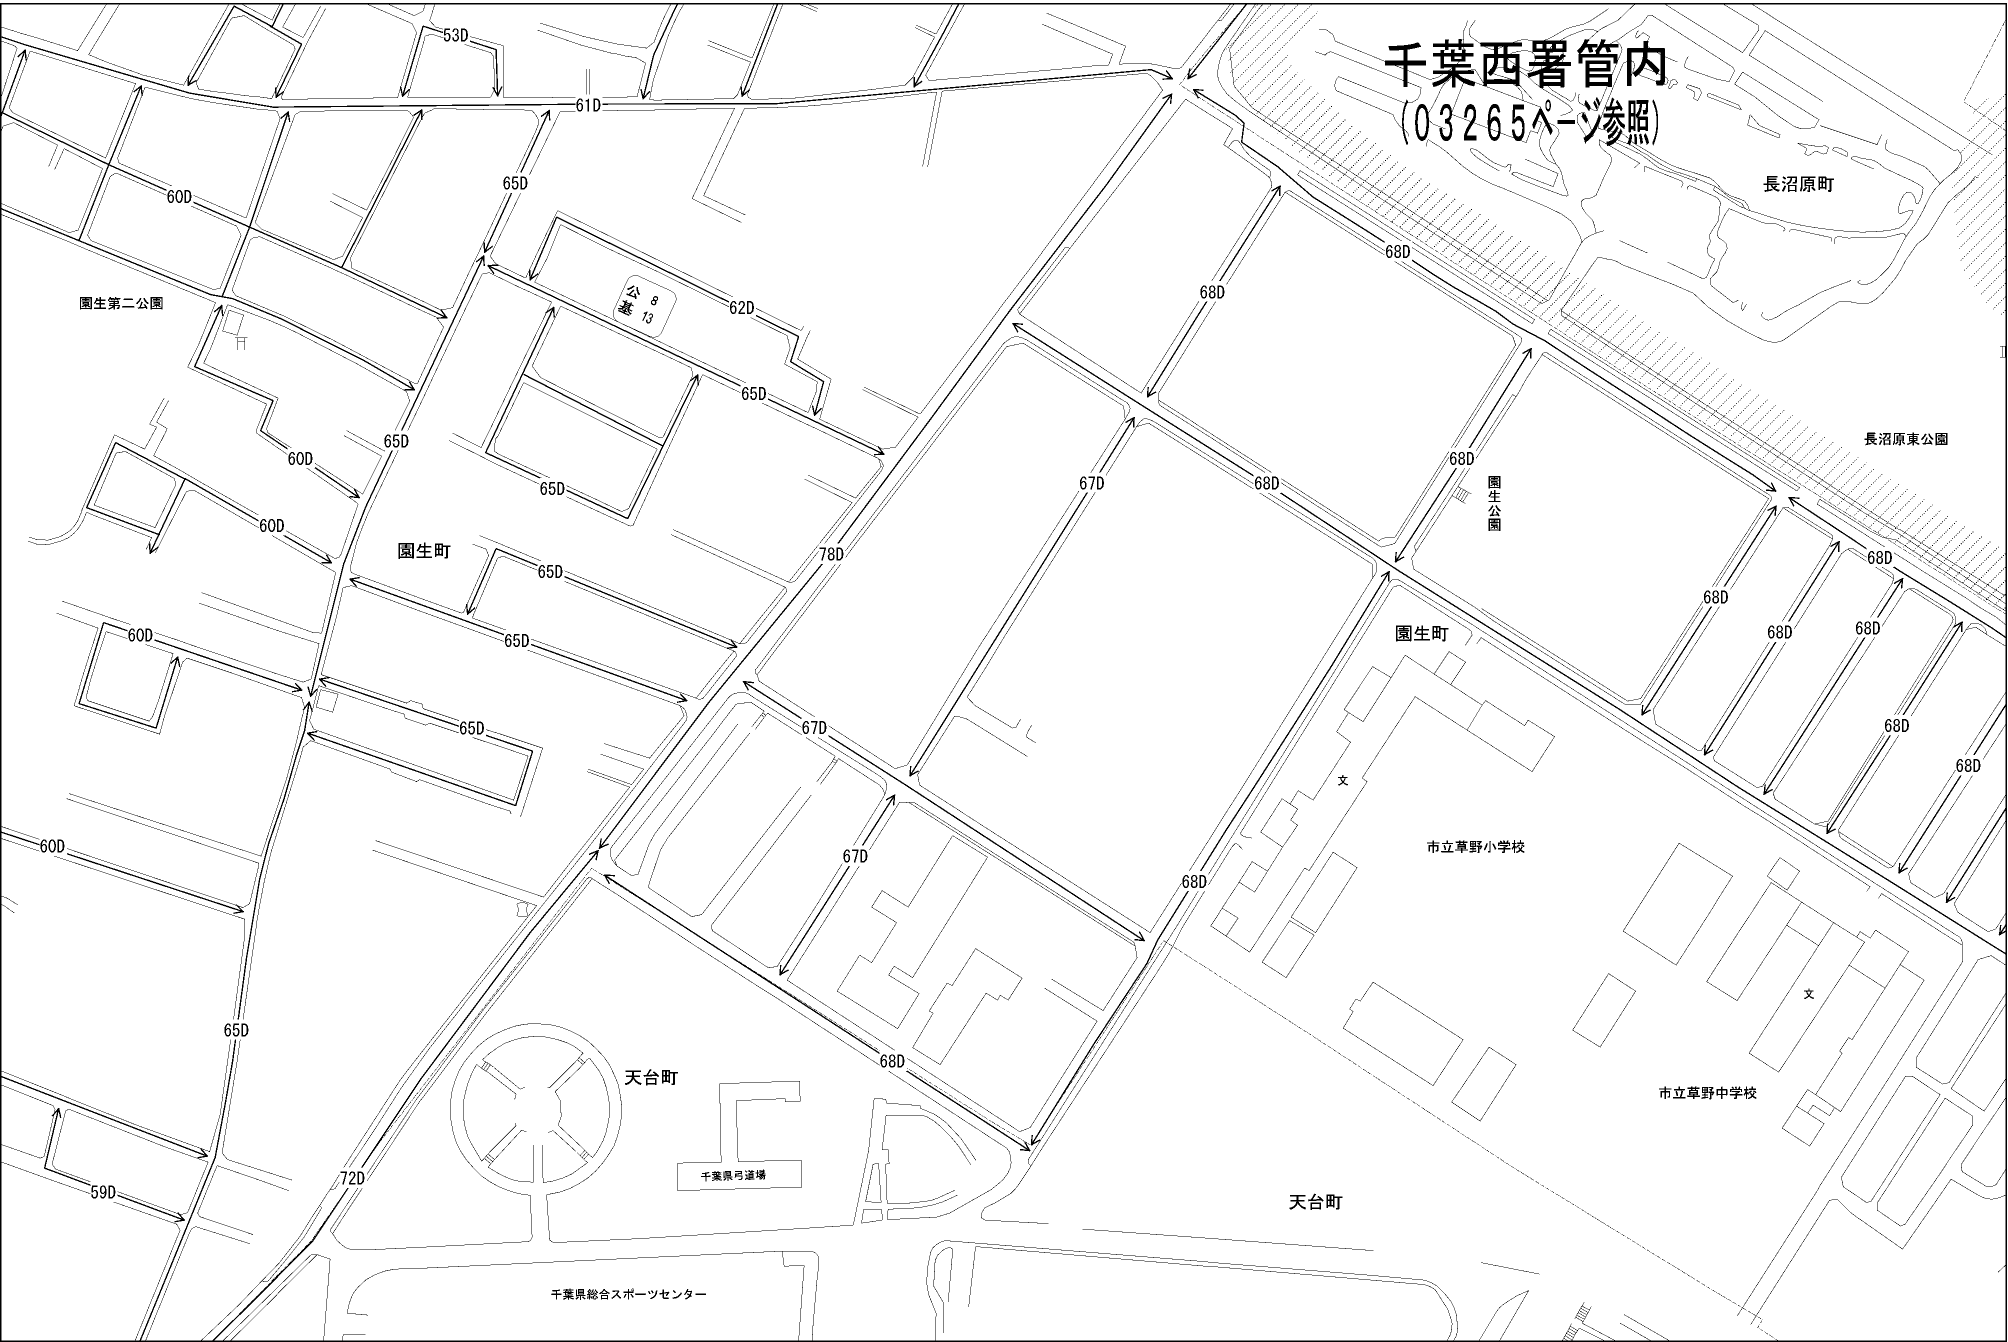 千葉西署管内
(03265ページ参照)
53D
61D
長沼原町
65D
60D
68D
68D
園生第二公園
公 8
基 13
62D
65D
65D
60D
68D
長沼原東公園
67D
68D
65D
園生公園
60D
園生町
78D
65D
68D
68D
60D
65D
68D
68D
園生町
65D
67D
68D
68D
文
60D
67D
市立草野小学校
68D
文
65D
68D
天台町
市立草野中学校
千葉県弓道場
72D
59D
天台町
千葉県総合スポーツセンター